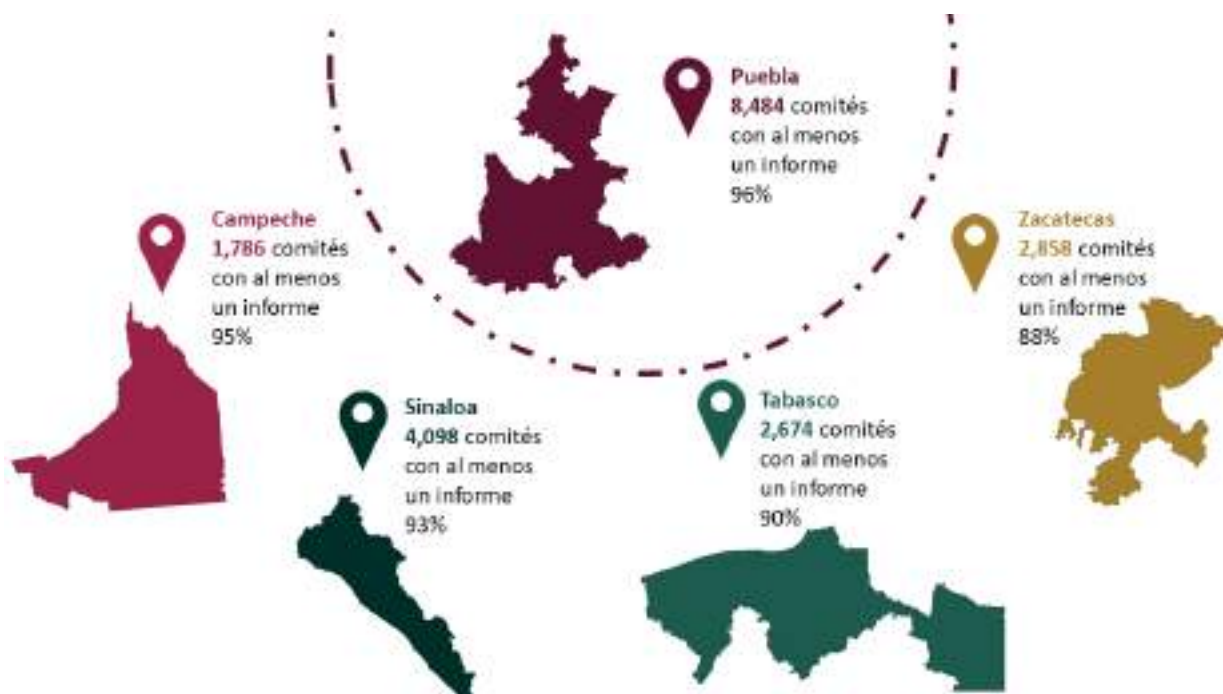 Puebla
8,484 comités
con al menos
un informe
96%
Campeche
1,786 comités
con al menos
un informe
95%
Zacatecas
2,858 comités
con al menos
un informe
88%
Sinaloa
4,098 comités
con al menos
un informe
93%
Tabasco
2,674 comités
con al menos
un informe
90%